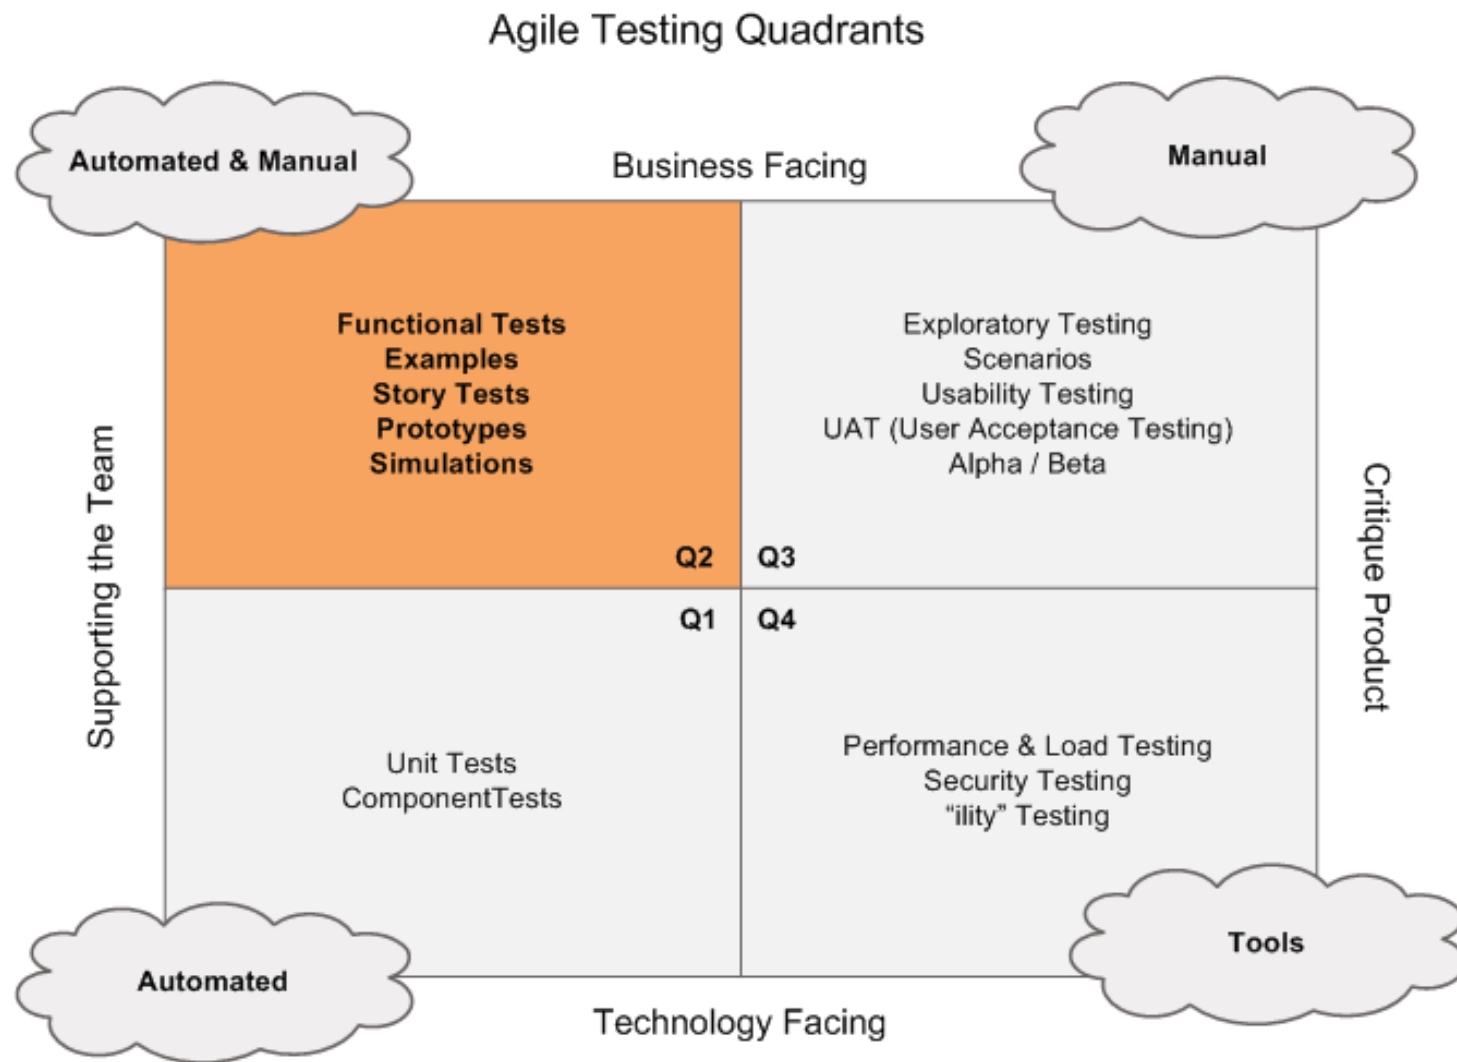 Agile Testing Quadrants
Automated & Manual
Business Facing
Manual
Functional Tests
Examples
Story Tests
Prototypes
Simulations
Q2
Exploratory Testing
Scenarios
Usability Testing
UAT (User Acceptance Testing)
Alpha / Beta
Q3
Supporting the Team
Critique Product
Q1
Unit Tests
ComponentTests
Q4
Performance & Load Testing
Security Testing
“ility” Testing
Automated
Technology Facing
Tools